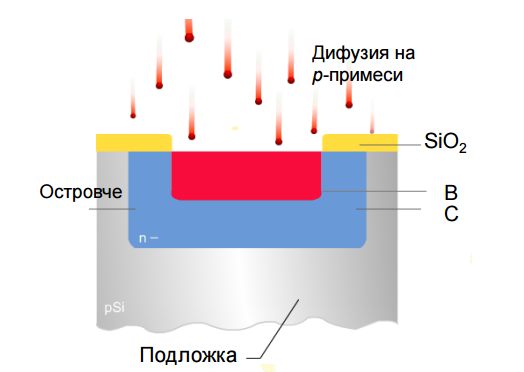 Дифузия на
p-примеси
SiO2
Островче
B
C
n –
pSi
Подложка